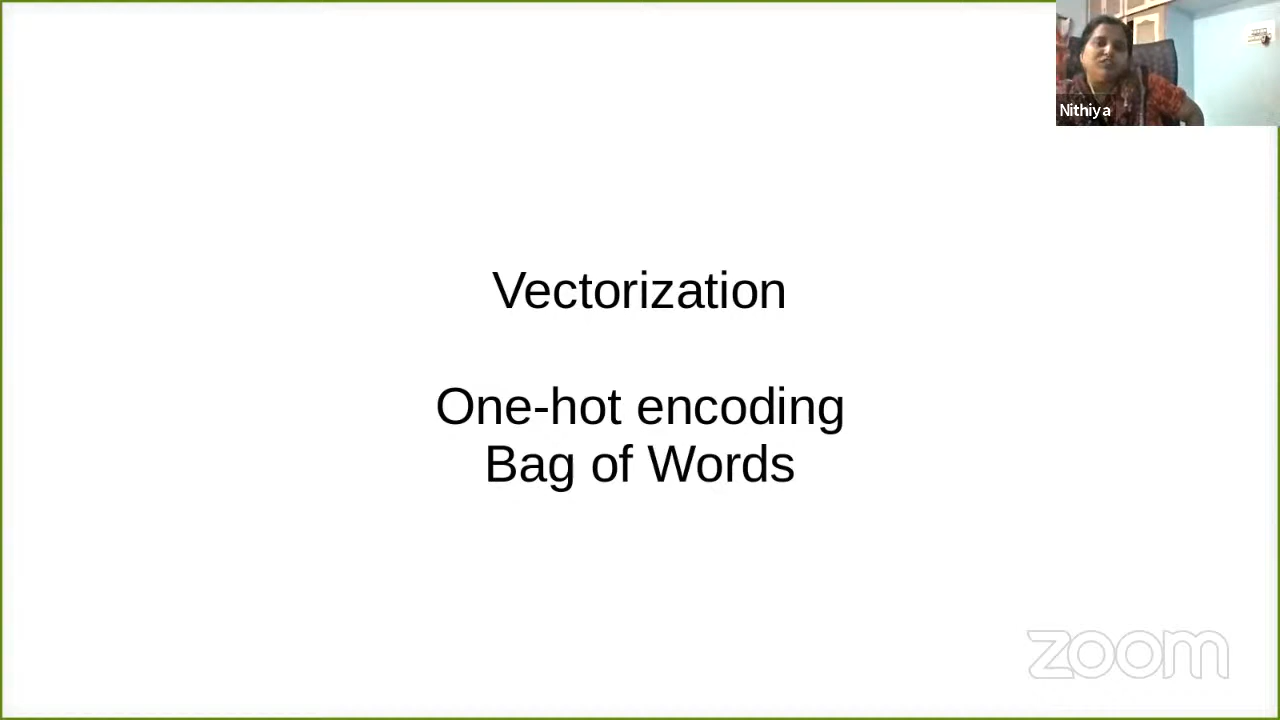 Nithiya
Vectorization
One-hot encoding
Bag of Words
zoom